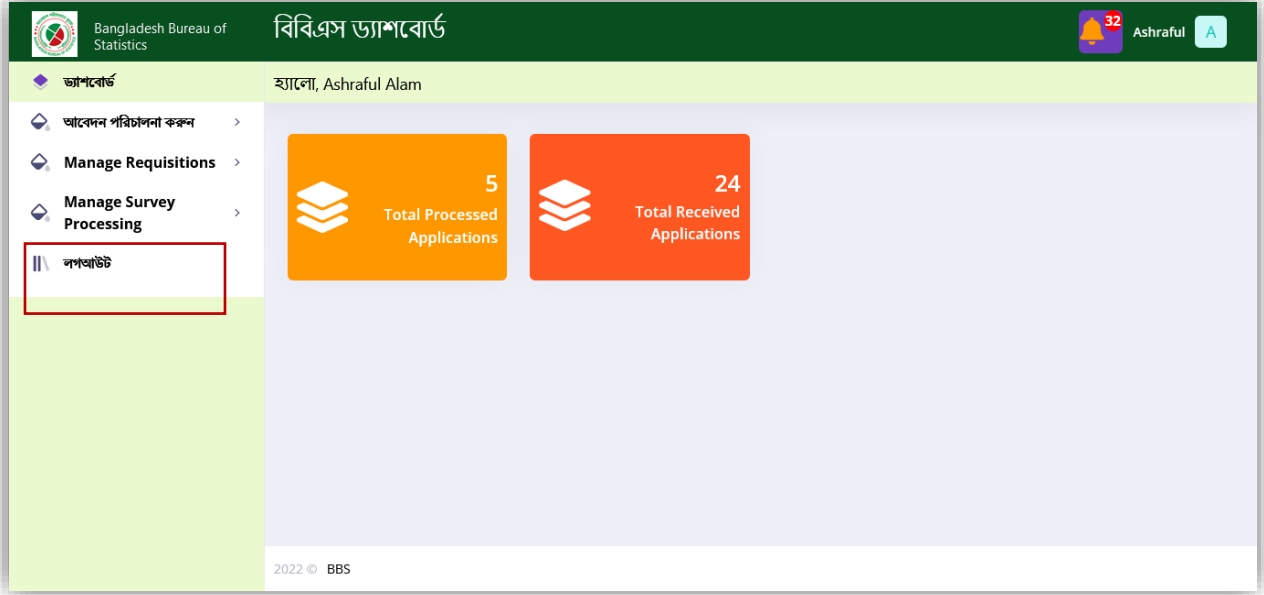 Bangladesh Bureau of
Statistics
বিবিএস ড্যাশবোর্ড
32
Ashraful
A
ড্যাশবোর্ড
হ্যালো, Ashraful Alam
আবেদন পরিচালনা করুন
Manage Requisitions
Manage Survey
Processing
লগআউট
5
Total Processed
Applications
24
Total Received
Applications
2022 © BBS